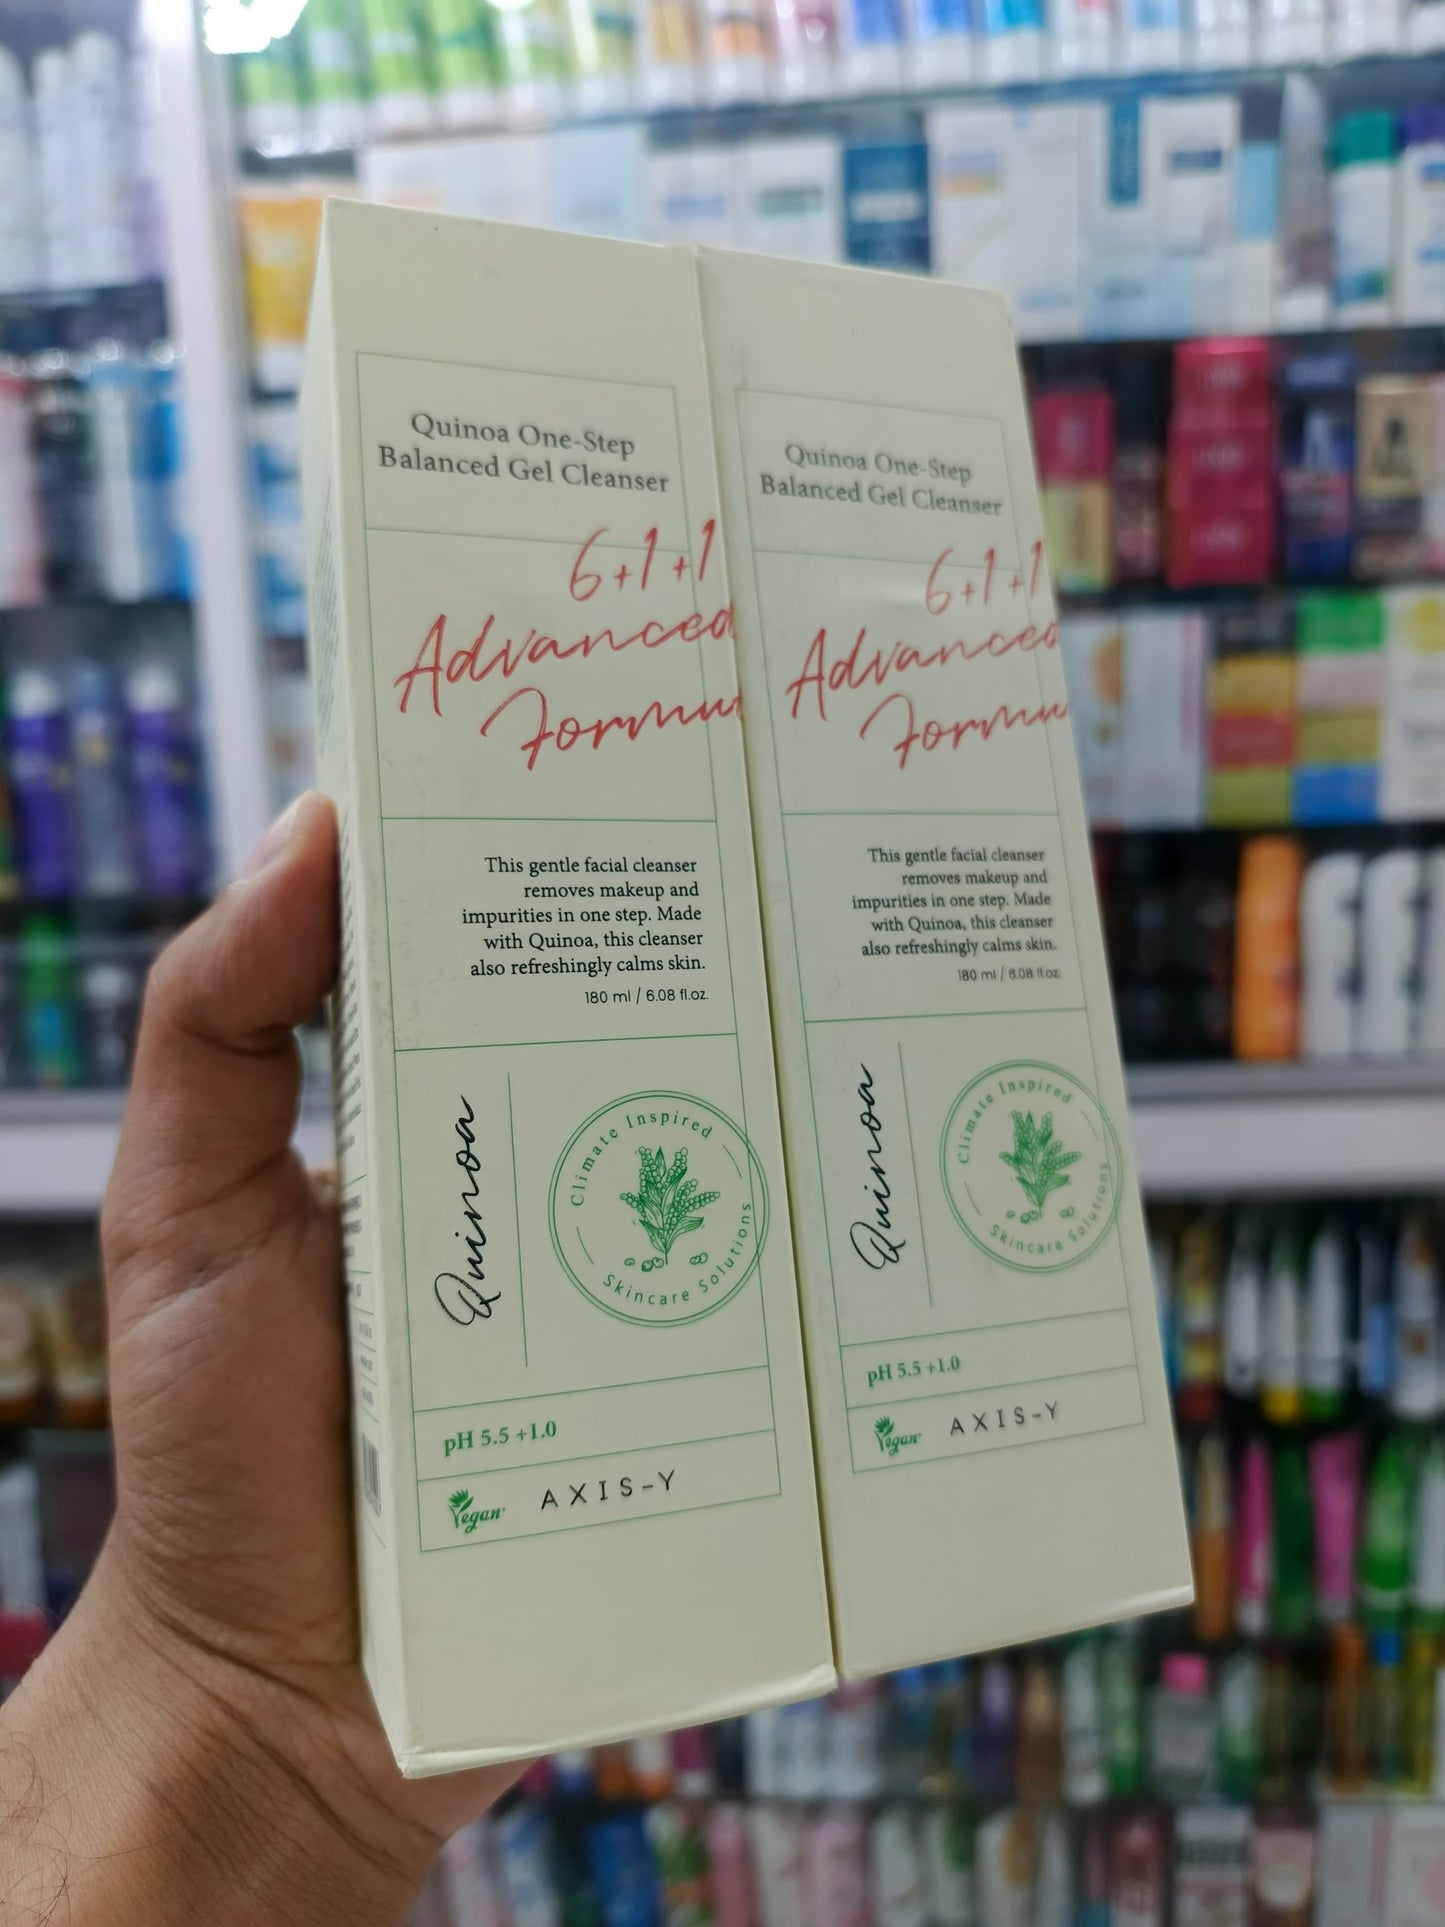 Quinoa One-Step
Balanced Gel Cleanser
6+1+1
Advanced
Formu
This gentle facial cleanser
removes makeup and
impurities in one step. Made
with Quinoa, this cleanser
also refreshingly calms skin.
180 ml / 6.08 fl.oz.
Quinoa
Climate Inspired
Skincare Solutions
pH 5.5 +1.0
Vegan
AXIS-Y
Quinoa One-Step
Balanced Gel Cleanser
6+1+1
Advanced
Formu
This gentle facial cleanser
removes makeup and
impurities in one step. Made
with Quinoa, this cleanser
also refreshingly calms skin.
180 ml / 6.08 fl.oz.
Quinoa
Climate Inspired
Skincare Solutions
pH 5.5 +1.0
Vegan
AXIS-Y